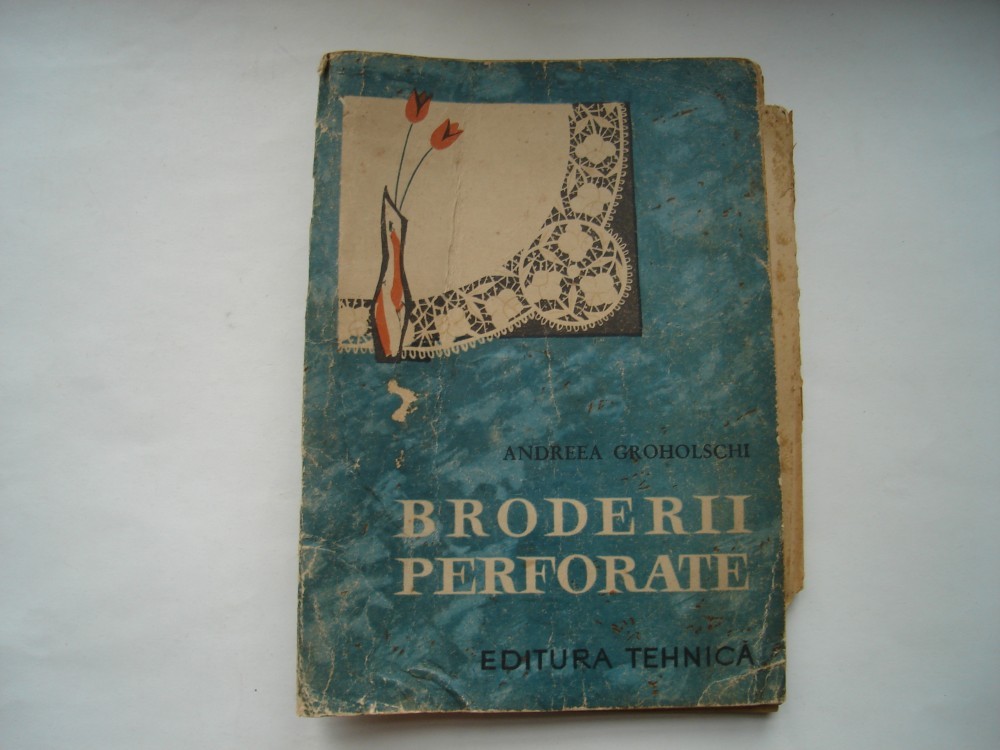 ANDREEA GROHOLSCHI
BRODERII
PERFORATE
EDITURA TEHNICĂ